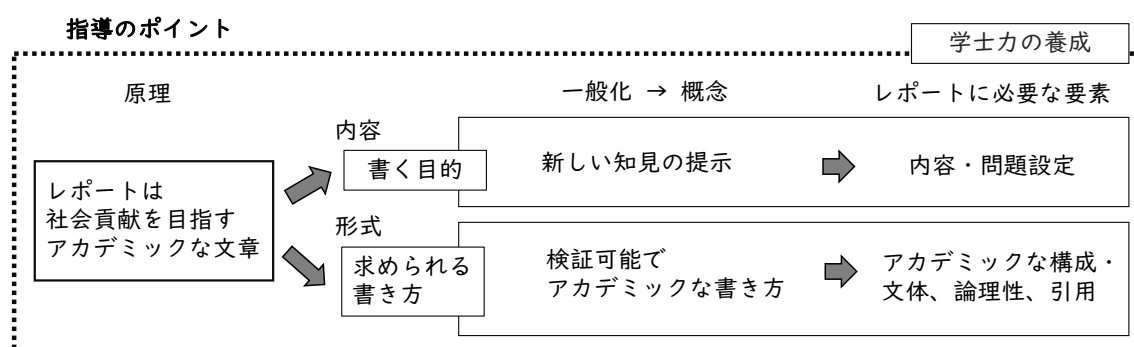 指導のポイント
学士力の養成
原理
一般化 → 概念
レポートに必要な要素
内容
書く目的
新しい知見の提示
内容・問題設定
レポートは
社会貢献を目指す
アカデミックな文章
形式
求められる
書き方
検証可能で
アカデミックな書き方
アカデミックな構成・
文体、論理性、引用